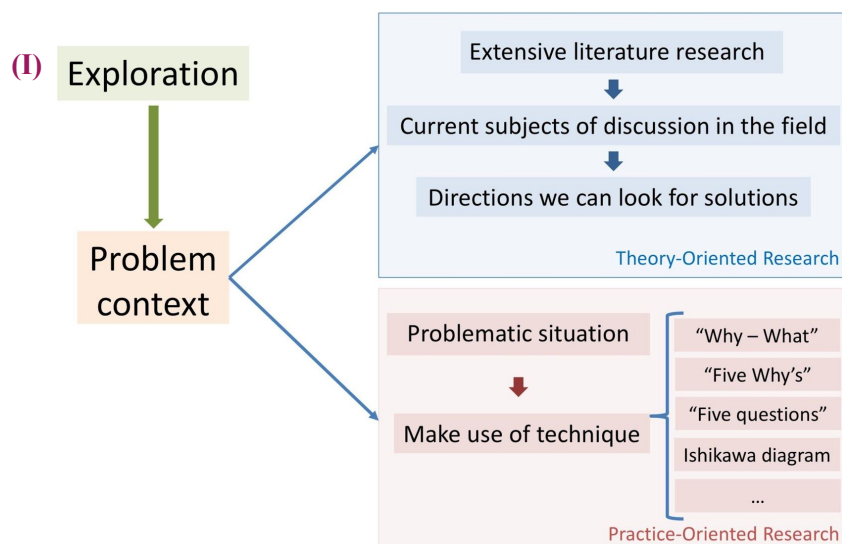 (I)
Exploration
Problem
context
Extensive literature research
Current subjects of discussion in the field
Directions we can look for solutions
Theory-Oriented Research
Problematic situation
Make use of technique
“Why – What”
“Five Why’s”
“Five questions”
Ishikawa diagram
...
Practice-Oriented Research